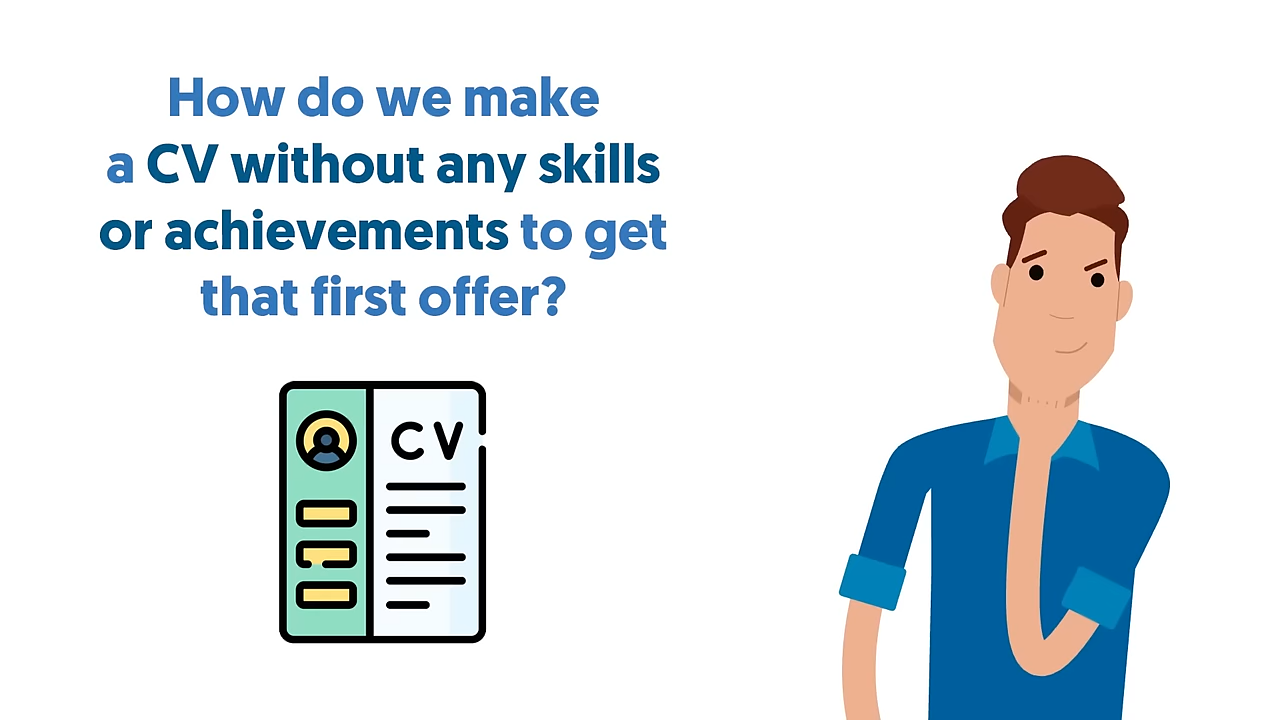 How do we make
a CV without any skills
or achievements to get
that first offer?
CV